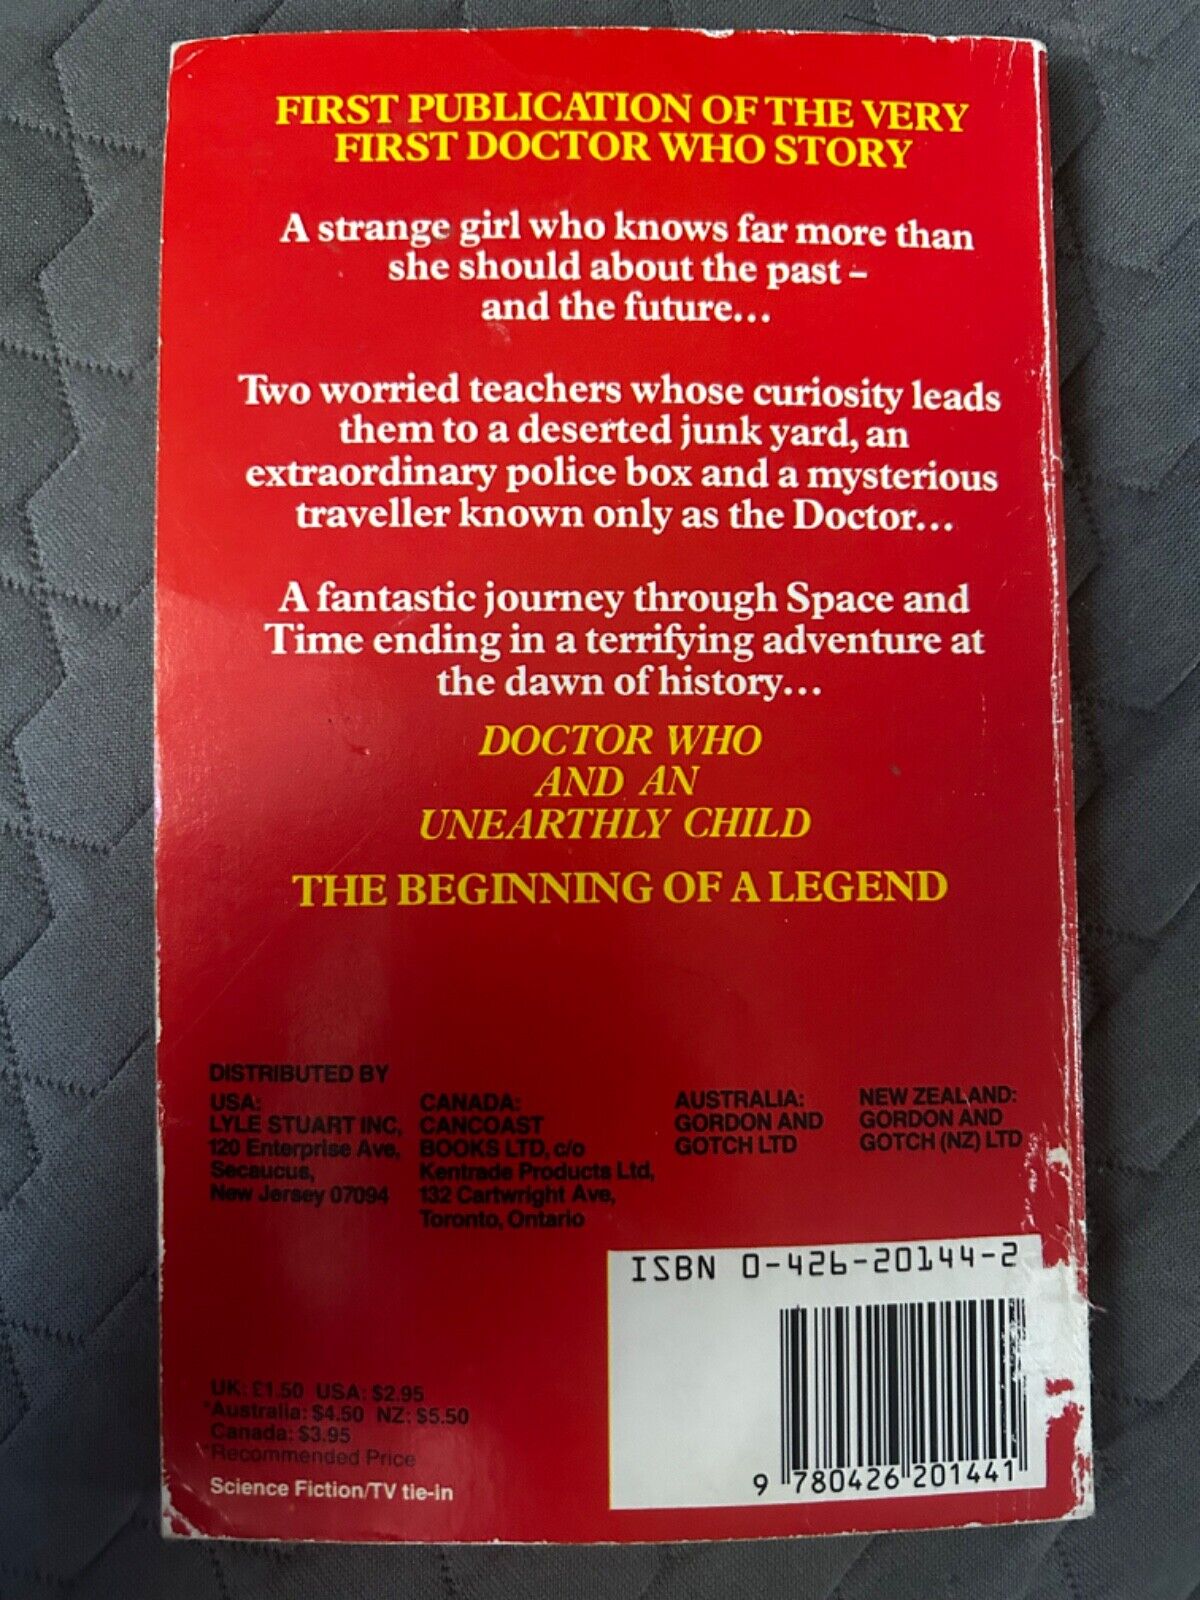 FIRST PUBLICATION OF THE VERY
FIRST DOCTOR WHO STORY
A strange girl who knows far more than
she should about the past –
and the future...
Two worried teachers whose curiosity leads
them to a deserted junk yard, an
extraordinary police box and a mysterious
traveller known only as the Doctor...
A fantastic journey through Space and
Time ending in a terrifying adventure at
the dawn of history...
DOCTOR WHO
AND AN
UNEARTHLY CHILD
THE BEGINNING OF A LEGEND
DISTRIBUTED BY
USA:
LYLE STUART INC,
120 Enterprise Ave,
Secaucus,
New Jersey 07094
CANADA:
CANCOAST
BOOKS LTD, c/o
Kentrade Products Ltd,
132 Cartwright Ave,
Toronto, Ontario
AUSTRALIA:
GORDON AND
GOTCH LTD
NEW ZEALAND:
GORDON AND
GOTCH (NZ) LTD
ISBN 0-426-20144-2
UK: £1.50 USA: $2.95
*Australia: $4.50 NZ: $5.50
Canada: $3.95
*Recommended Price
Science Fiction/TV tie-in
9 780426 201441